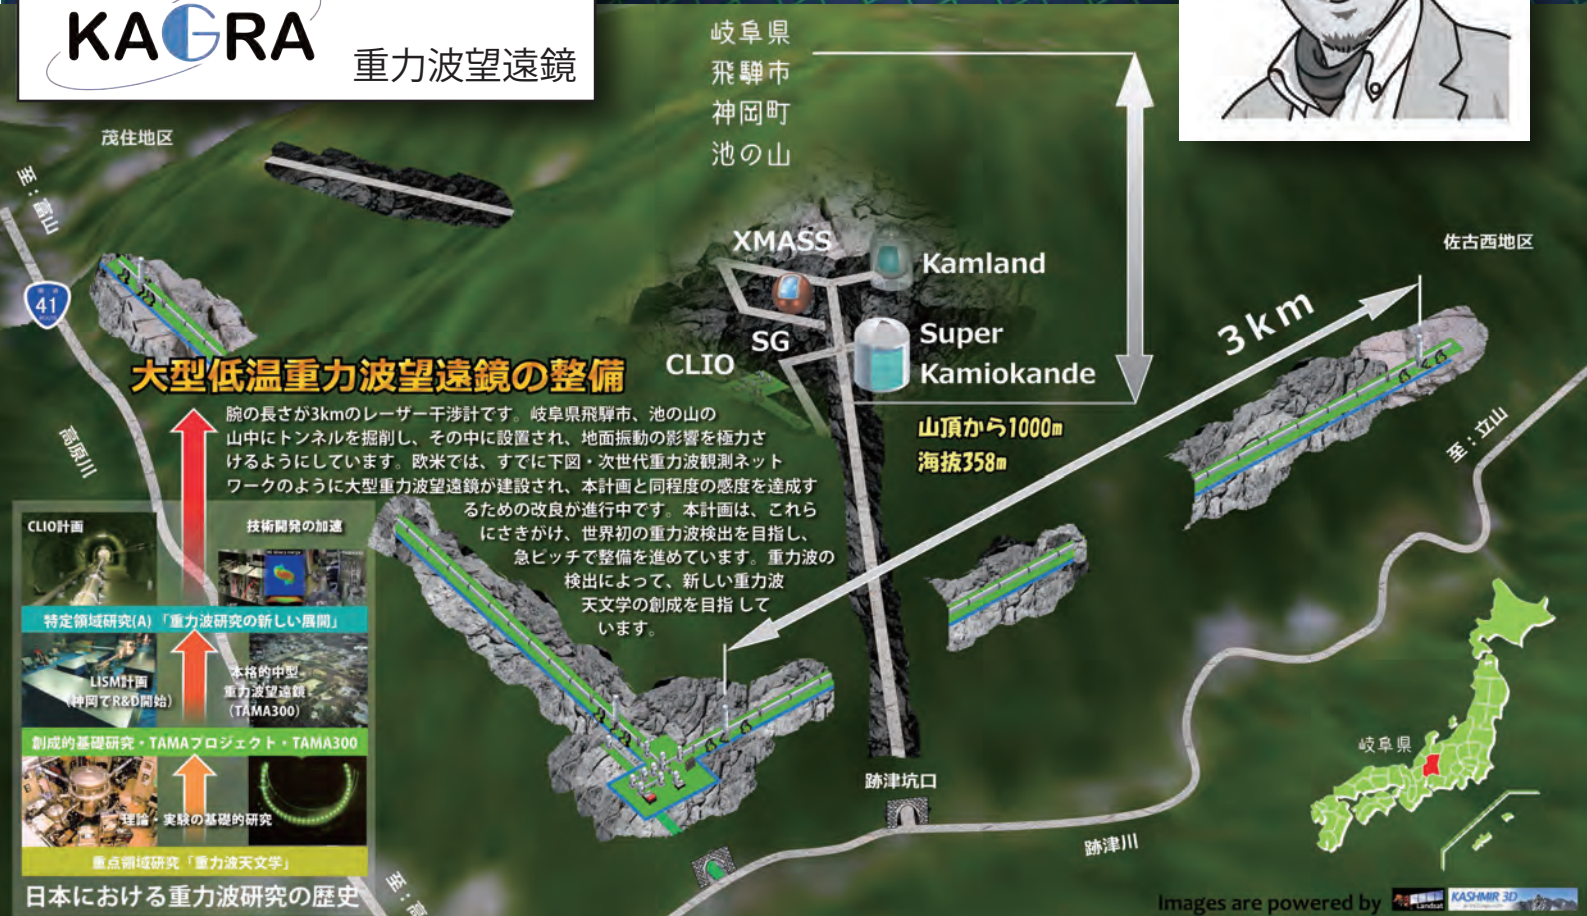 KAGRA
重力波望遠鏡
岐阜県
飛騨市
神岡町
池の山
茂住地区
至：富山
41
XMASS
Kamland
SG
CLIO
Super
Kamiokande
佐古西地区
3km
山頂から1000m
海抜358m
至：立山
高原川
大型低温重力波望遠鏡の整備
腕の長さが3kmのレーザー干渉計です。岐阜県飛騨市、池の山の
山中にトンネルを掘削し、その中に設置され、地面振動の影響を極力さ
けるようにしています。欧米では、すでに下図・次世代重力波観測ネット
ワークのように大型重力波望遠鏡が建設され、本計画と同程度の感度を達成す
るための改良が進行中です。本計画は、これら
にさきがけ、世界初の重力波検出を目指し、
急ピッチで整備を進めています。重力波の
検出によって、新しい重力波
天文学の創成を目指して
います。
CLIO計画
技術開発の加速
特定領域研究(A)「重力波研究の新しい展開」
LISM計画
（神岡でR&D開始）
本格的中型
重力波望遠鏡
（TAMA300）
創成的基礎研究・TAMAプロジェクト・TAMA300
理論・実験の基礎的研究
重点領域研究「重力波天文学」
日本における重力波研究の歴史
至：高
跡津坑口
跡津川
岐阜県
Images are powered by
Landsat
KASHMIR 3D